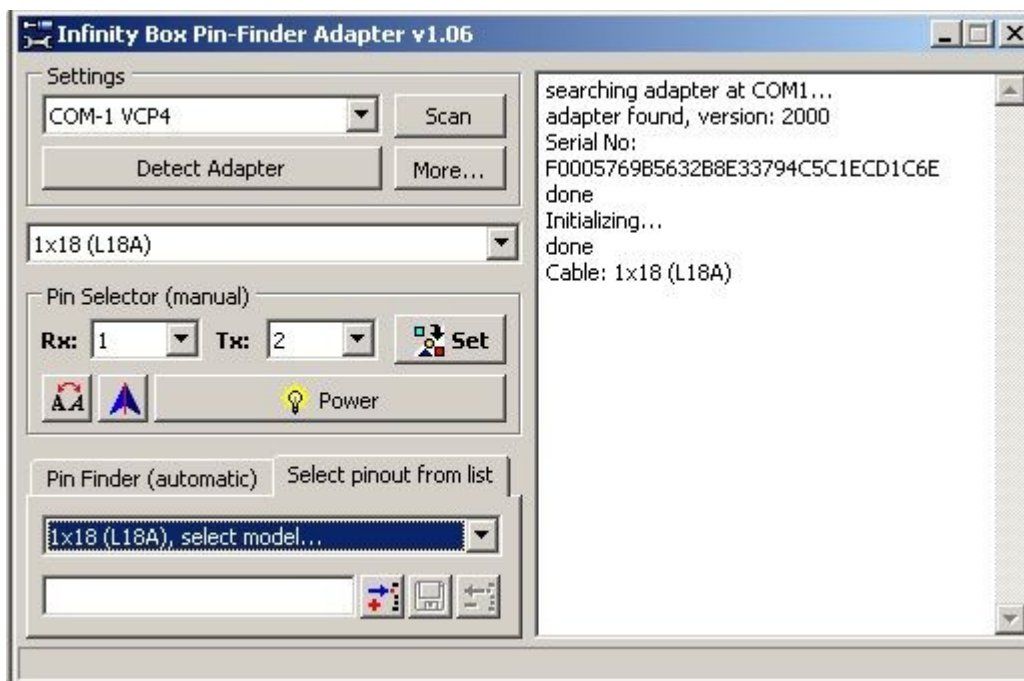 Infinity Box Pin-Finder Adapter v1.06
Settings
COM-1 VCP4
Scan
Detect Adapter
More...
1x18 (L18A)
Pin Selector (manual)
Rx: 1 Tx: 2 Set
AA
Power
Pin Finder (automatic)
Select pinout from list
1x18 (L18A), select model...
searching adapter at COM1...
adapter found, version: 2000
Serial No:
F0005769B5632B8E33794C5C1ECD1C6E
done
Initializing...
done
Cable: 1x18 (L18A)